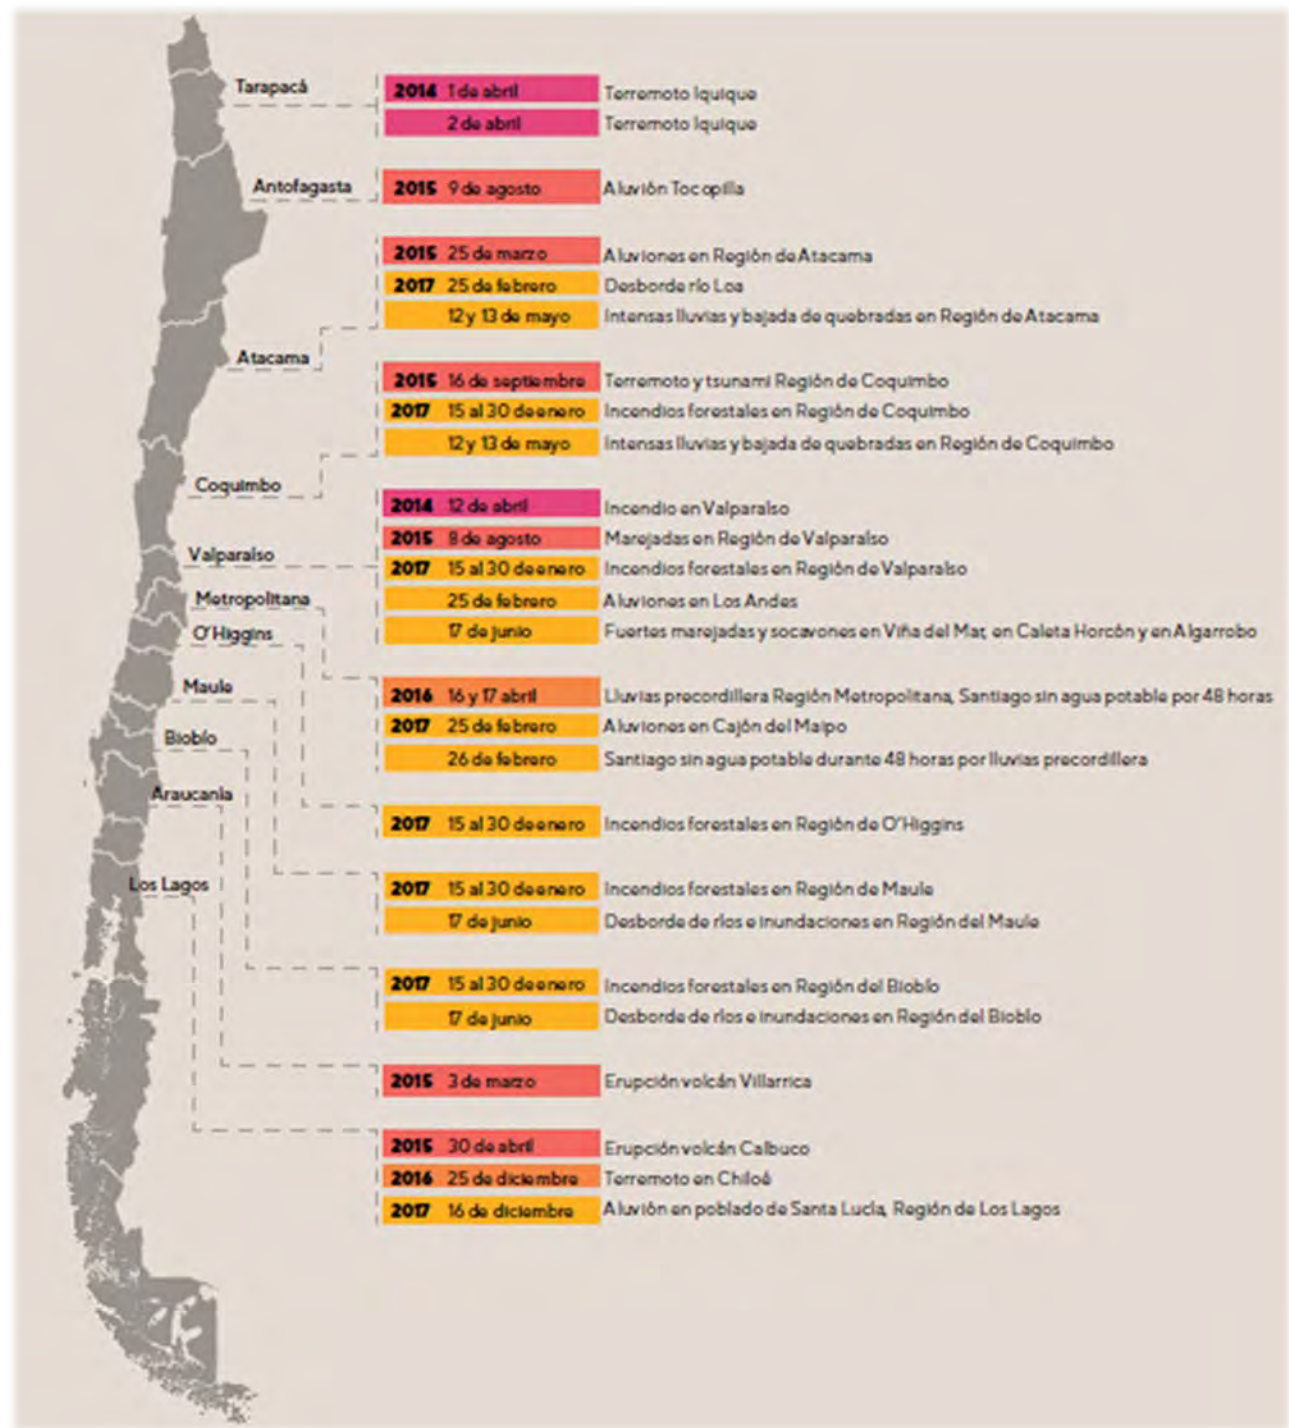 Tarapacá
2014 1 de abril Terremoto Iquique
2 de abril Terremoto Iquique
Antofagasta
2015 9 de agosto Aluvión Tocopilla
2015 25 de marzo Aluviones en Región de Atacama
2017 25 de febrero Desborde río Loa
12 y 13 de mayo Intensas lluvias y bajada de quebradas en Región de Atacama
Atacama
2015 16 de septiembre Terremoto y tsunami Región de Coquimbo
2017 15 al 30 de enero Incendios forestales en Región de Coquimbo
12 y 13 de mayo Intensas lluvias y bajada de quebradas en Región de Coquimbo
Coquimbo
2014 12 de abril Incendio en Valparaíso
2015 8 de agosto Marejadas en Región de Valparaíso
Valparaíso
2017 15 al 30 de enero Incendios forestales en Región de Valparaíso
Metropolitana
25 de febrero Aluviones en Los Andes
O'Higgins
17 de junio Fuertes marejadas y socavones en Viña del Mar, en Caleta Horcón y en Algarrobo
Maule
2016 16 y 17 abril Lluvias precordillera Región Metropolitana, Santiago sin agua potable por 48 horas
2017 25 de febrero Aluviones en Cajón del Maipo
Biobío
26 de febrero Santiago sin agua potable durante 48 horas por lluvias precordillera
Araucanía
2017 15 al 30 de enero Incendios forestales en Región de O'Higgins
Los Lagos
2017 15 al 30 de enero Incendios forestales en Región de Maule
17 de junio Desborde de ríos e inundaciones en Región del Maule
2017 15 al 30 de enero Incendios forestales en Región del Biobío
17 de junio Desborde de ríos e inundaciones en Región del Biobío
2015 3 de marzo Erupción volcán Villarrica
2015 30 de abril Erupción volcán Calbuco
2016 25 de diciembre Terremoto en Chiloé
2017 16 de diciembre Aluvión en poblado de Santa Lucía, Región de Los Lagos